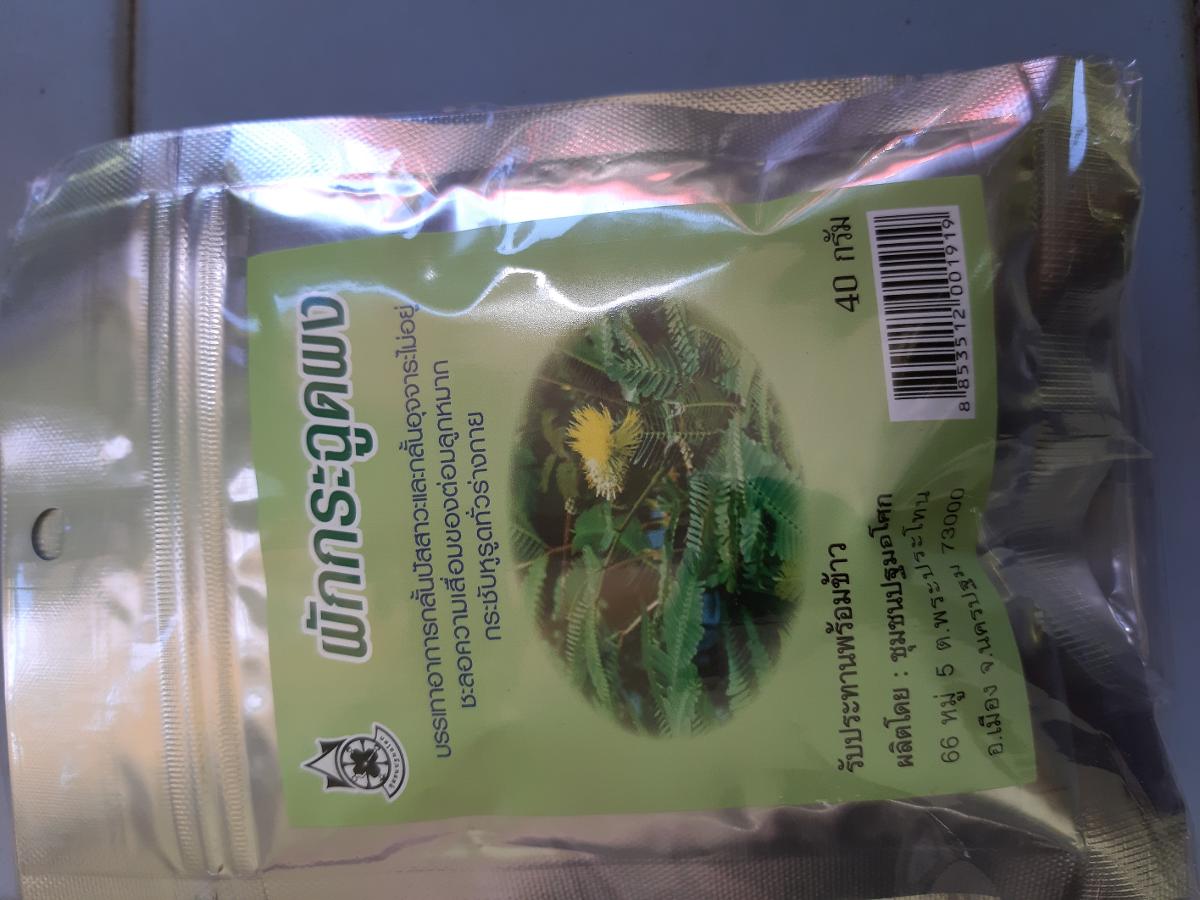 ผักกระฉูดพง
บรรเทาอาการกลั้นปัสสาวะและกลั้นอุจจาระไม่อยู่
ชะลอความเสื่อมของต่อมลูกหมาก
กระชับหูรูดทั่วร่างกาย
รับประทานพร้อมข้าว
40 กรัม
ผลิตโดย : ชุมชนปฐมอโศก
66 หมู่ 5 ต.พระประโทน
อ.เมือง จ.นครปฐม 73000
8 853512 001919